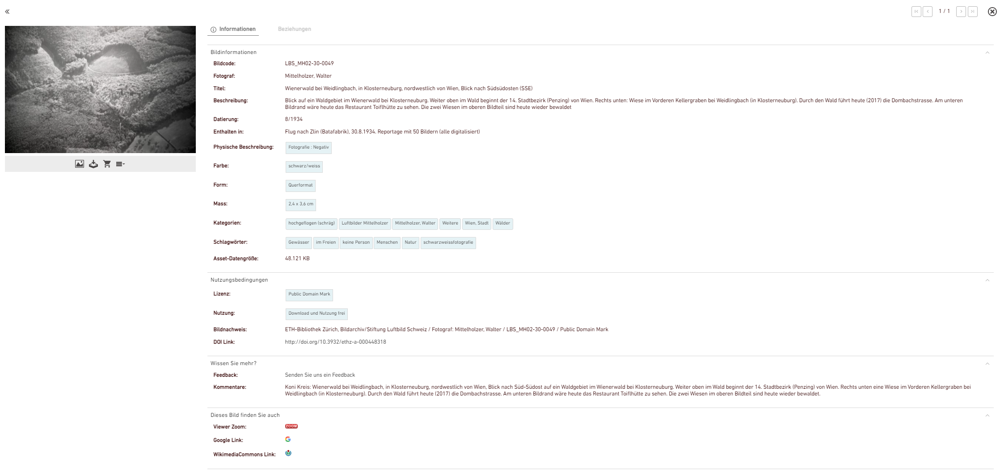 1 / 1
Informationen Beziehungen
Bildinformationen
Bildcode: LBS_MH02-30-0049
Fotograf: Mittelholzer, Walter
Titel: Wienerwald bei Weidlingbach, in Klosterneuburg, nordwestlich von Wien, Blick nach Südsüdosten (SSE)
Beschreibung: Blick auf ein Waldgebiet im Wienerwald bei Klosterneuburg. Weiter oben im Wald beginnt der 14. Stadtbezirk (Penzing) von Wien. Rechts unten: Wiese im Vorderen Kellergraben bei Weidlingbach (in Klosterneuburg). Durch den Wald führt heute (2017) die Dombachstrasse. Am unteren
Bildrand wäre heute das Restaurant Toiflhütte zu sehen. Die zwei Wiesen im oberen Bildteil sind heute wieder bewaldet
Datierung: 8/1934
Enthalten in: Flug nach Zlin (Batafabrik), 30.8.1934. Reportage mit 50 Bildern (alle digitalisiert)
Physische Beschreibung: Fotografie : Negativ
Farbe: schwarz/weiss
Form: Querformat
Mass: 2,4 x 3,6 cm
Kategorien: hochgeflogen (schräg) Luftbilder Mittelholzer Mittelholzer, Walter Weitere Wien, Stadt Wälder
Schlagwörter: Gewässer im Freien keine Person Menschen Natur schwarzweissfotografie
Asset-Datengröße: 48.121 KB
Nutzungsbedingungen
Lizenz: Public Domain Mark
Nutzung: Download und Nutzung frei
Bildnachweis: ETH-Bibliothek Zürich, Bildarchiv/Stiftung Luftbild Schweiz / Fotograf: Mittelholzer, Walter / LBS_MH02-30-0049 / Public Domain Mark
DOI Link: http://doi.org/10.3932/ethz-a-000448318
Wissen Sie mehr?
Feedback: Senden Sie uns ein Feedback
Kommentare: Koni Kreis: Wienerwald bei Weidlingbach, in Klosterneuburg, nordwestlich von Wien, Blick nach Süd-Südost auf ein Waldgebiet im Wienerwald bei Klosterneuburg. Weiter oben im Wald beginnt der 14. Stadtbezirk (Penzing) von Wien. Rechts unten eine Wiese im Vorderen Kellergraben bei
Weidlingbach (in Klosterneuburg). Durch den Wald führt heute (2017) die Dombachstrasse. Am unteren Bildrand wäre heute das Restaurant Toiflhütte zu sehen. Die zwei Wiesen im oberen Bildteil sind heute wieder bewaldet.
Dieses Bild finden Sie auch
Viewer Zoom: ZOOM
Google Link:
WikimediaCommons Link: